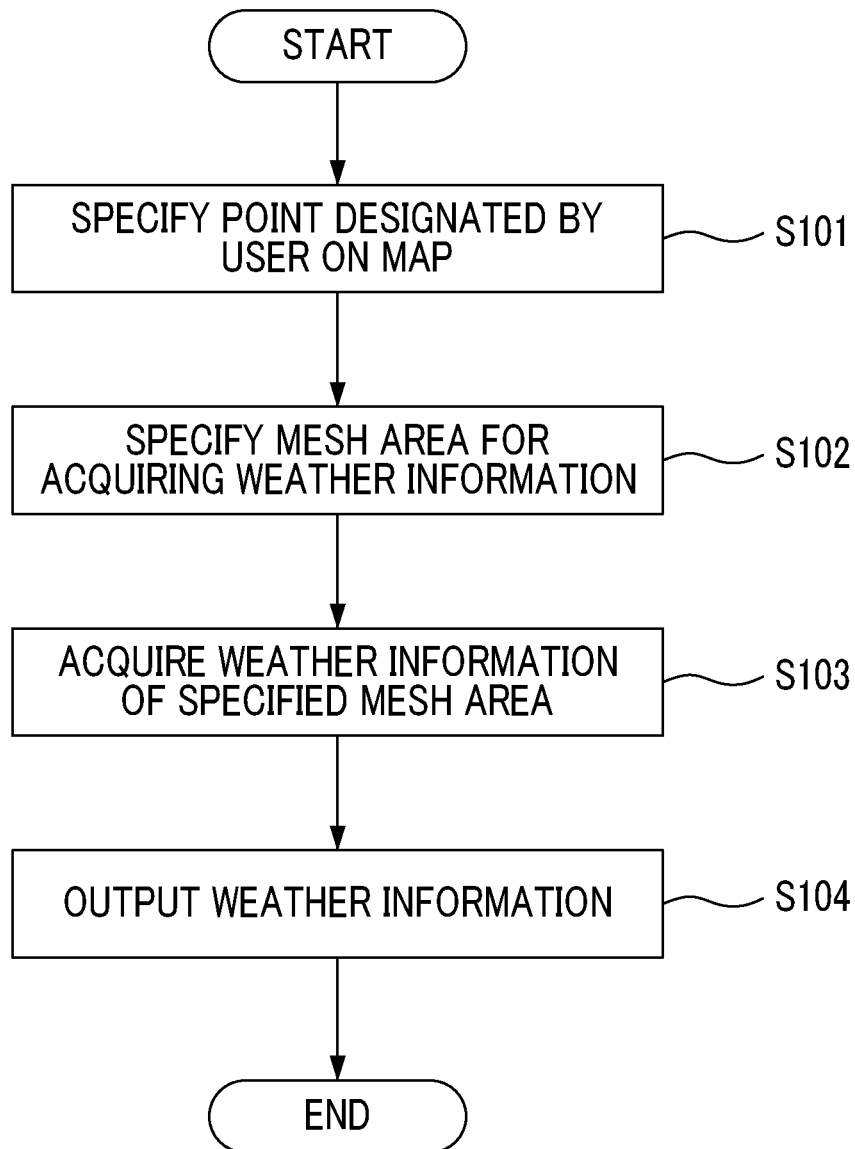 START
SPECIFY POINT DESIGNATED BY
USER ON MAP
S101
SPECIFY MESH AREA FOR
ACQUIRING WEATHER INFORMATION
S102
ACQUIRE WEATHER INFORMATION
OF SPECIFIED MESH AREA
S103
OUTPUT WEATHER INFORMATION
S104
END